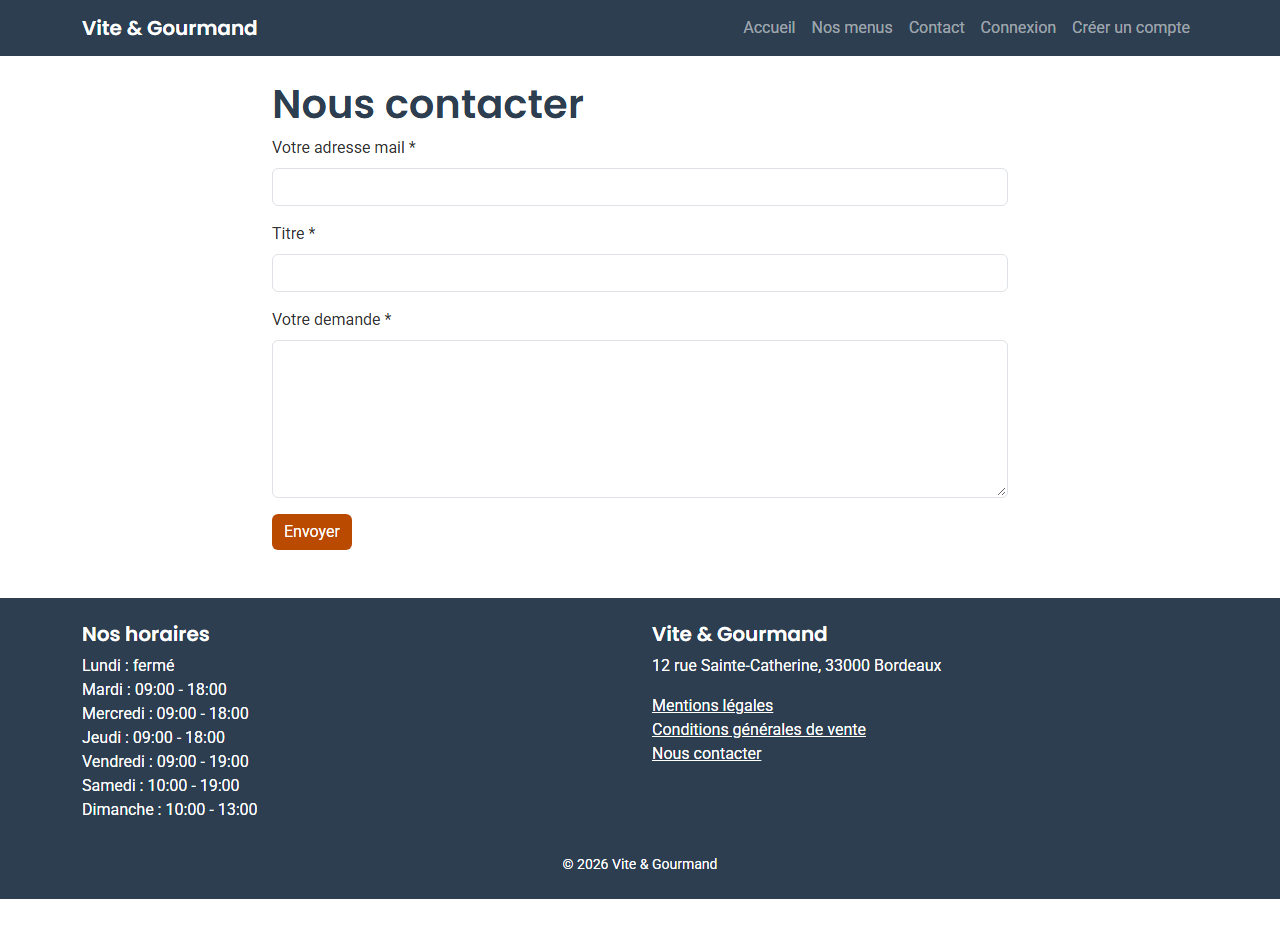 Vite & Gourmand
Accueil Nos menus Contact Connexion Créer un compte
Nous contacter
Votre adresse mail *
Titre *
Votre demande *
Envoyer
Nos horaires
Lundi : fermé
Mardi : 09:00 - 18:00
Mercredi : 09:00 - 18:00
Jeudi : 09:00 - 18:00
Vendredi : 09:00 - 19:00
Samedi : 10:00 - 19:00
Dimanche : 10:00 - 13:00
Vite & Gourmand
12 rue Sainte-Catherine, 33000 Bordeaux
Mentions légales
Conditions générales de vente
Nous contacter
© 2026 Vite & Gourmand